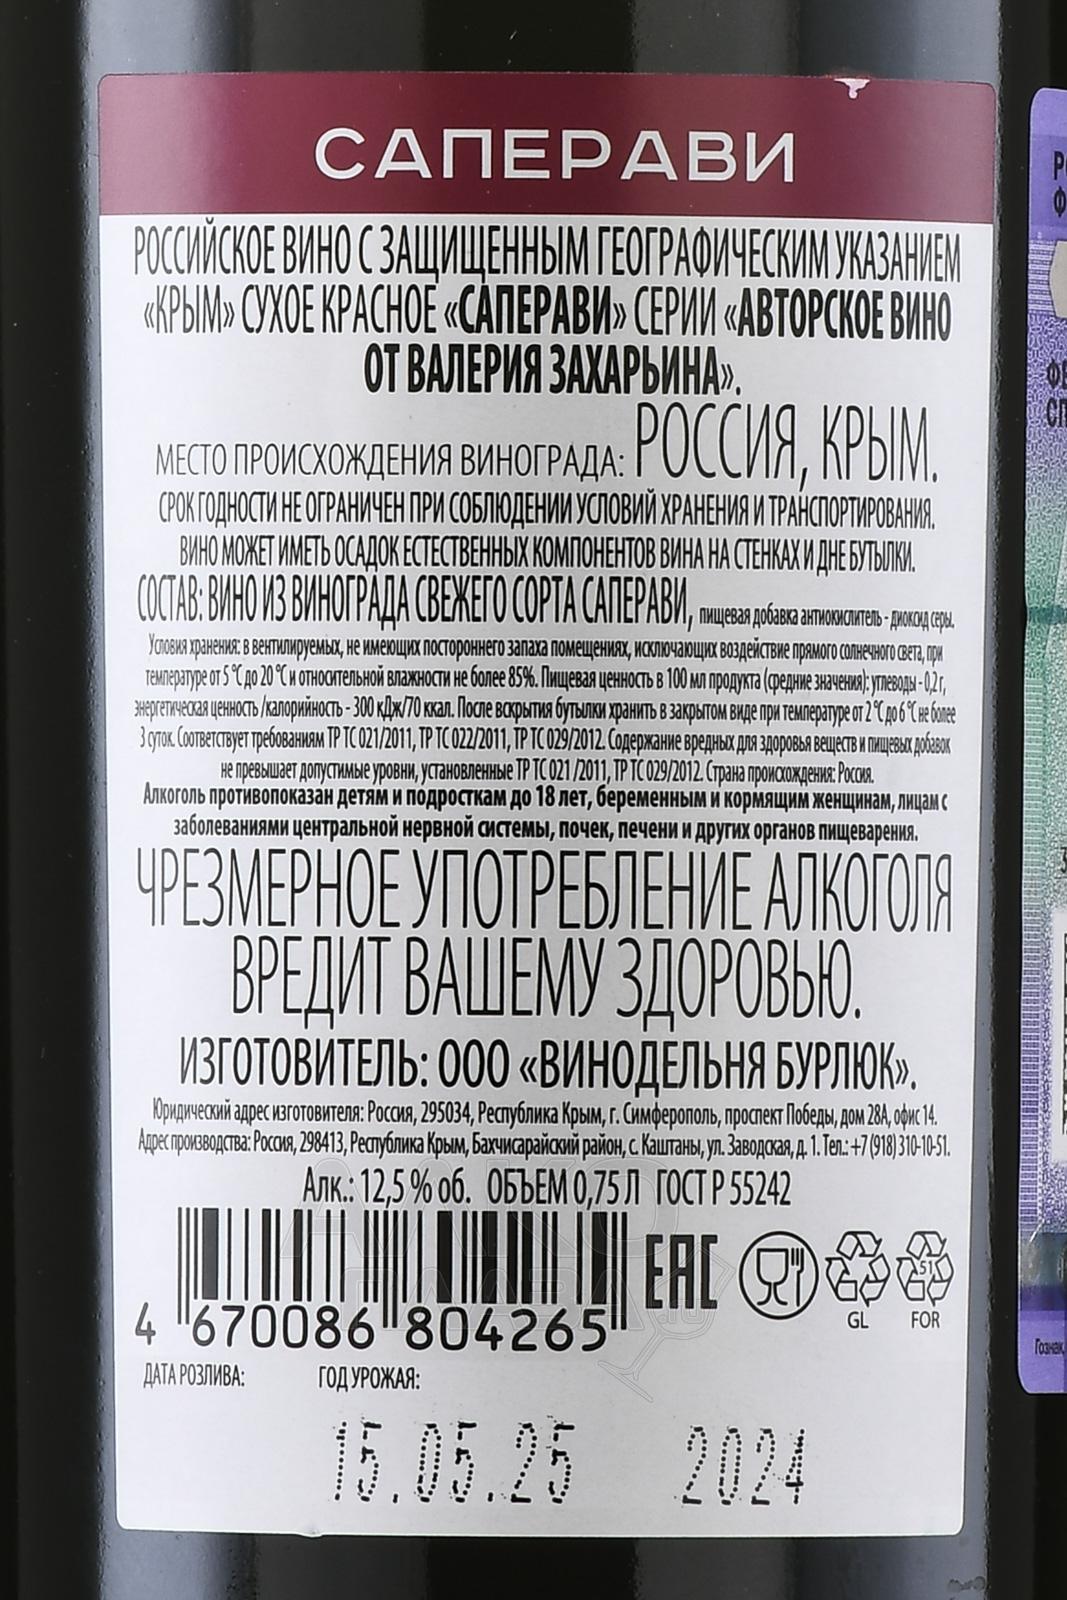 САПЕРАВИ
РОССИЙСКОЕ ВИНО С ЗАЩИЩЕННЫМ ГЕОГРАФИЧЕСКИМ УКАЗАНИЕМ
«КРЫМ» СУХОЕ КРАСНОЕ «САПЕРАВИ» СЕРИИ «АВТОРСКОЕ ВИНО
ОТ ВАЛЕРИЯ ЗАХАРЬИНА».
МЕСТО ПРОИСХОЖДЕНИЯ ВИНОГРАДА: РОССИЯ, КРЫМ.
СРОК ГОДНОСТИ НЕ ОГРАНИЧЕН ПРИ СОБЛЮДЕНИИ УСЛОВИЙ ХРАНЕНИЯ И ТРАНСПОРТИРОВАНИЯ.
ВИНО МОЖЕТ ИМЕТЬ ОСАДОК ЕСТЕСТВЕННЫХ КОМПОНЕНТОВ ВИНА НА СТЕНКАХ И ДНЕ БУТЫЛКИ.
СОСТАВ: ВИНО ИЗ ВИНОГРАДА СВЕЖЕГО СОРТА САПЕРАВИ, пищевая добавка антиокислитель - диоксид серы.
Условия хранения: в вентилируемых, не имеющих постороннего запаха помещениях, исключающих воздействие прямого солнечного света, при
температуре от 5 °С до 20 °С и относительной влажности не более 85%. Пищевая ценность в 100 мл продукта (средние значения): углеводы - 0,2 г,
энергетическая ценность /калорийность - 300 кДж/70 ккал. После вскрытия бутылки хранить в закрытом виде при температуре от 2 °С до 6 °С не более
3 суток. Соответствует требованиям ТР ТС 021/2011, ТР ТС 022/2011, ТР ТС 029/2012. Содержание вредных для здоровья веществ и пищевых добавок
не превышает допустимые уровни, установленные ТР ТС 021 /2011, ТР ТС 029/2012. Страна происхождения: Россия.
Алкоголь противопоказан детям и подросткам до 18 лет, беременным и кормящим женщинам, лицам с
заболеваниями центральной нервной системы, почек, печени и других органов пищеварения.
ЧРЕЗМЕРНОЕ УПОТРЕБЛЕНИЕ АЛКОГОЛЯ
ВРЕДИТ ВАШЕМУ ЗДОРОВЬЮ.
ИЗГОТОВИТЕЛЬ: ООО «ВИНОДЕЛЬНЯ БУРЛЮК».
Юридический адрес изготовителя: Россия, 295034, Республика Крым, г. Симферополь, проспект Победы, дом 28А, офис 14.
Адрес производства: Россия, 298413, Республика Крым, Бахчисарайский район, с. Каштаны, ул. Заводская, д. 1. Тел.: +7 (918) 310-10-51.
Алк.: 12,5 % об. ОБЪЕМ 0,75 Л ГОСТ Р 55242
EAC
51
GL FOR
4 670086 804265
ДАТА РОЗЛИВА: ГОД УРОЖАЯ:
15.05.25 2024
Гознак,